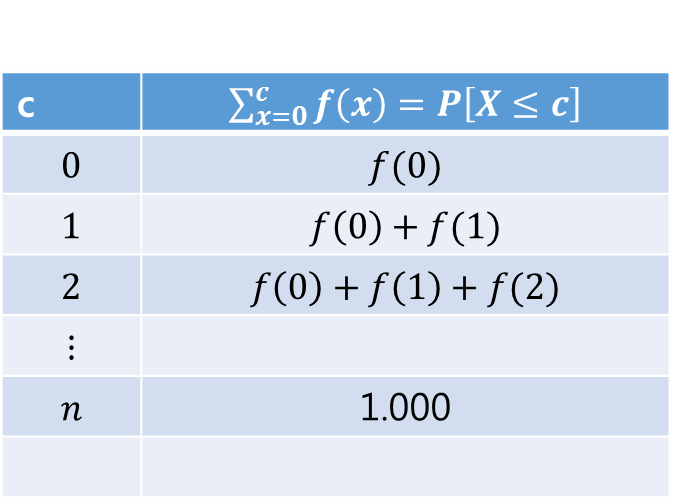 c	∑_{x=0}^{c} f(x) = P[X ≤ c]
0	f(0)
1	f(0) + f(1)
2	f(0) + f(1) + f(2)
⋮
n	1.000